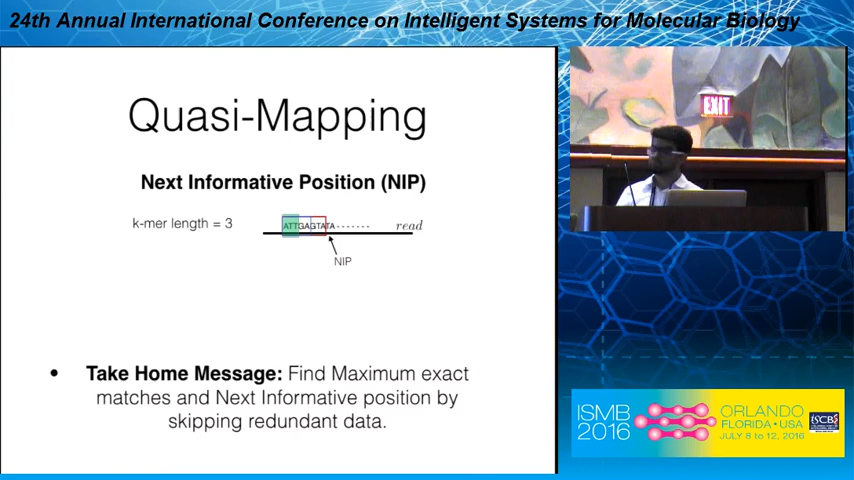 24th Annual International Conference on Intelligent Systems for Molecular Biology
Quasi-Mapping
Next Informative Position (NIP)
k-mer length = 3
ATTGAGTATA-------- read
NIP
• Take Home Message: Find Maximum exact
matches and Next Informative position by
skipping redundant data.
EXIT
ISMB
2016
ORLANDO
FLORIDA • USA
JULY 8 to 12, 2016
ISCB